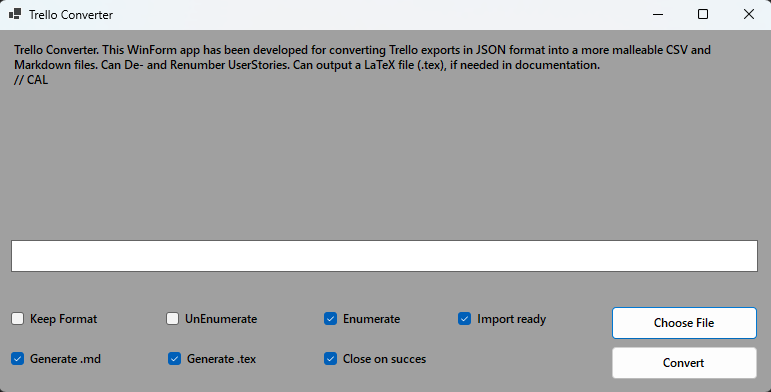 Trello Converter
Trello Converter. This WinForm app has been developed for converting Trello exports in JSON format into a more malleable CSV and
Markdown files. Can De- and Renumber UserStories. Can output a LaTeX file (.tex), if needed in documentation.
// CAL
Keep Format
UnEnumerate
Enumerate
Import ready
Choose File
Generate .md
Generate .tex
Close on succes
Convert